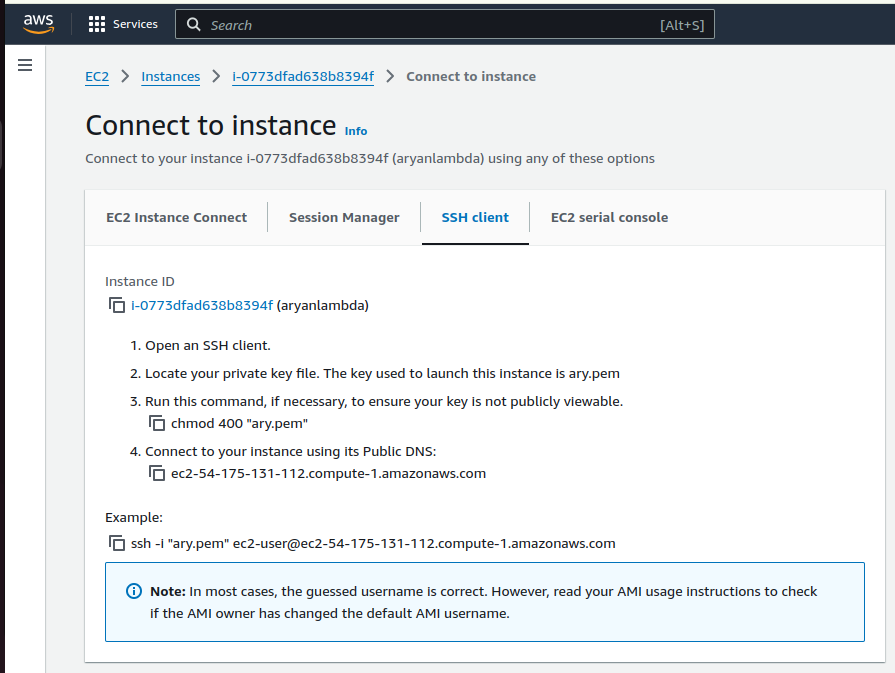 aws
Services
Search
[Alt+S]
EC2 > Instances > i-0773dfad638b8394f > Connect to instance
Connect to instance Info
Connect to your instance i-0773dfad638b8394f (aryanlambda) using any of these options
EC2 Instance Connect
Session Manager
SSH client
EC2 serial console
Instance ID
i-0773dfad638b8394f (aryanlambda)
1. Open an SSH client.
2. Locate your private key file. The key used to launch this instance is ary.pem
3. Run this command, if necessary, to ensure your key is not publicly viewable.
chmod 400 "ary.pem"
4. Connect to your instance using its Public DNS:
ec2-54-175-131-112.compute-1.amazonaws.com
Example:
ssh -i "ary.pem" ec2-user@ec2-54-175-131-112.compute-1.amazonaws.com
Note: In most cases, the guessed username is correct. However, read your AMI usage instructions to check
if the AMI owner has changed the default AMI username.